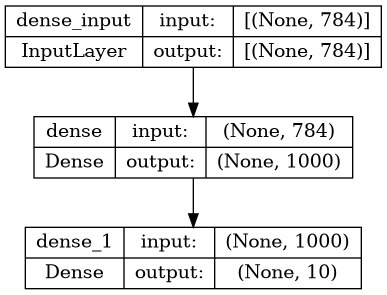 dense_input input: [(None, 784)]
InputLayer output: [(None, 784)]
dense input: (None, 784)
Dense output: (None, 1000)
dense_1 input: (None, 1000)
Dense output: (None, 10)